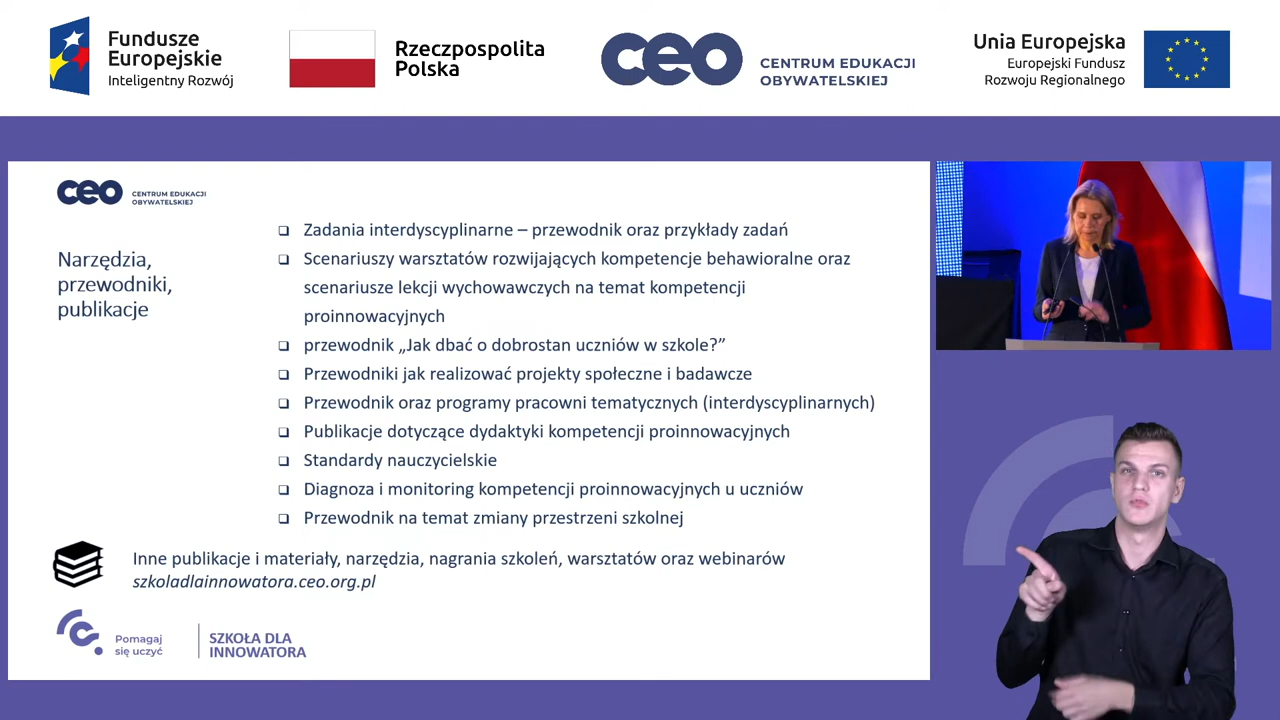 Fundusze
Europejskie
Inteligentny Rozwój
Rzeczpospolita
Polska
ceo
CENTRUM EDUKACJI
OBYWATELSKIEJ
Unia Europejska
Europejski Fundusz
Rozwoju Regionalnego
ceo
CENTRUM EDUKACJI
OBYWATELSKIEJ
Narzędzia,
przewodniki,
publikacje
Zadania interdyscyplinarne – przewodnik oraz przykłady zadań
Scenariuszy warsztatów rozwijających kompetencje behawioralne oraz
scenariusze lekcji wychowawczych na temat kompetencji
proinnowacyjnych
przewodnik „Jak dbać o dobrostan uczniów w szkole?”
Przewodniki jak realizować projekty społeczne i badawcze
Przewodnik oraz programy pracowni tematycznych (interdyscyplinarnych)
Publikacje dotyczące dydaktyki kompetencji proinnowacyjnych
Standardy nauczycielskie
Diagnoza i monitoring kompetencji proinnowacyjnych u uczniów
Przewodnik na temat zmiany przestrzeni szkolnej
Inne publikacje i materiały, narzędzia, nagrania szkoleń, warsztatów oraz webinarów
szkoladlainnowatora.ceo.org.pl
Pomagaj
się uczyć
SZKOŁA DLA
INNOWATORA